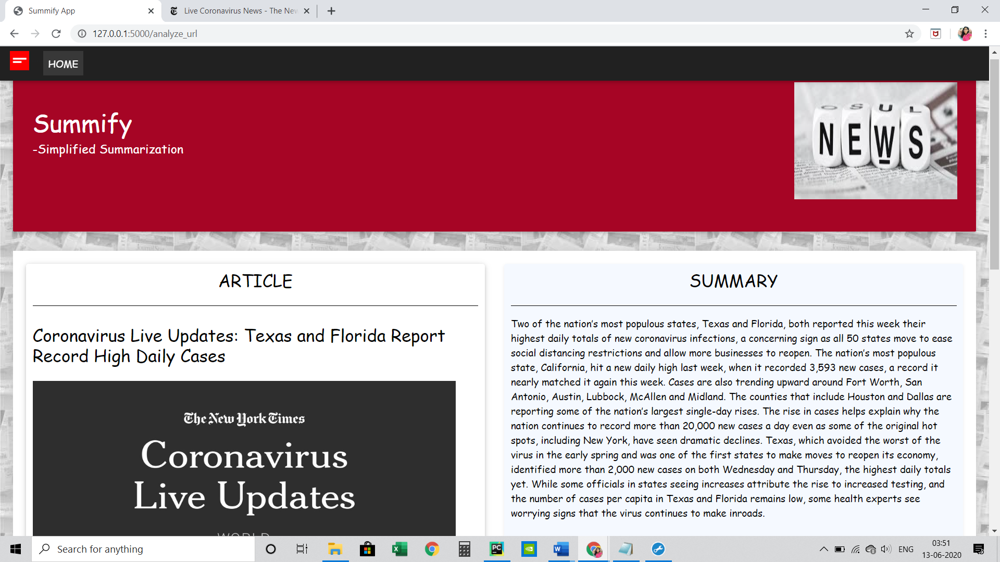 Summify App
Live Coronavirus News - The New
127.0.0.1:5000/analyze_url
HOME
Summify
-Simplified Summarization
NEWS
ARTICLE
Coronavirus Live Updates: Texas and Florida Report
Record High Daily Cases
The New York Times
Coronavirus
Live Updates
WORLD
SUMMARY
Two of the nation's most populous states, Texas and Florida, both reported this week their
highest daily totals of new coronavirus infections, a concerning sign as all 50 states move to ease
social distancing restrictions and allow more businesses to reopen. The nation's most populous
state, California, hit a new daily high last week, when it recorded 3,593 new cases, a record it
nearly matched it again this week. Cases are also trending upward around Fort Worth, San
Antonio, Austin, Lubbock, McAllen and Midland. The counties that include Houston and Dallas are
reporting some of the nation's largest single-day rises. The rise in cases helps explain why the
nation continues to record more than 20,000 new cases a day even as some of the original hot
spots, including New York, have seen dramatic declines. Texas, which avoided the worst of the
virus in the early spring and was one of the first states to make moves to reopen its economy,
identified more than 2,000 new cases on both Wednesday and Thursday, the highest daily totals
yet. While some officials in states seeing increases attribute the rise to increased testing, and
the number of cases per capita in Texas and Florida remains low, some health experts see
worrying signs that the virus continues to make inroads.
Search for anything
ENG
03:51
13-06-2020